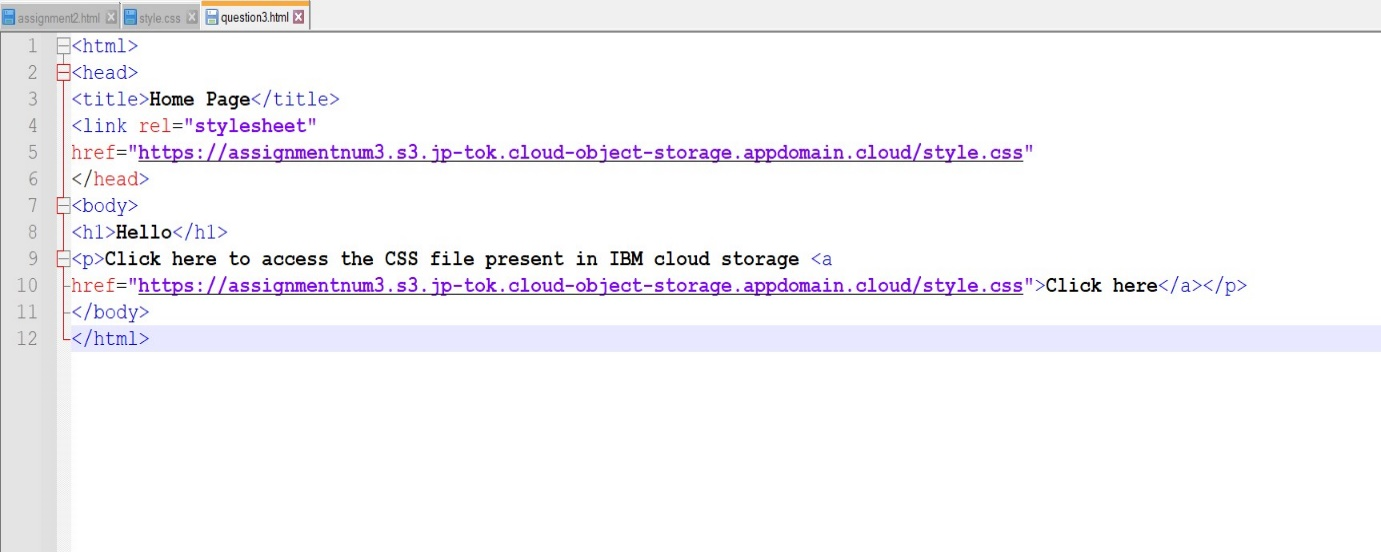 assignment2.html style.css question3.html
1 <html>
2 <head>
3 <title>Home Page</title>
4 <link rel="stylesheet"
5 href="https://assignmentnum3.s3.jp-tok.cloud-object-storage.appdomain.cloud/style.css"
6 </head>
7 <body>
8 <h1>Hello</h1>
9 <p>Click here to access the CSS file present in IBM cloud storage <a
10 href="https://assignmentnum3.s3.jp-tok.cloud-object-storage.appdomain.cloud/style.css">Click here</a></p>
11 </body>
12 </html>